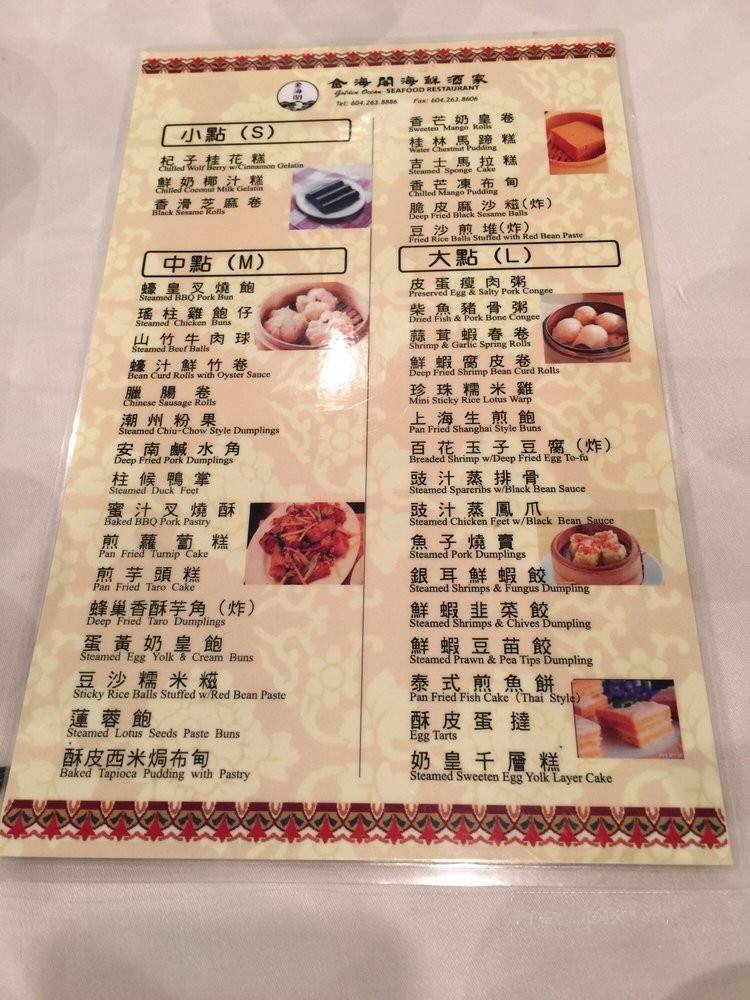 金海閣海鮮酒家
Golden Ocean SEAFOOD RESTAURANT
Tel: 604.263.8886 Fax: 604.263.8606
小點 (S)
杞子桂花糕
Chilled Wolf Berry w/Cinnamon Gelatin
鮮奶椰汁糕
Chilled Coconut Milk Gelatin
香滑芝麻卷
Black Sesame Rolls
中點 (M)
蠔皇叉燒飽
Steamed BBQ Pork Bun
瑤柱雞飽仔
Steamed Chicken Buns
山竹牛肉球
Steamed Beef Balls
蠔汁鮮竹卷
Bean Curd Rolls with Oyster Sauce
臘腸卷
Chinese Sausage Rolls
潮州粉果
Steamed Chiu-Chow Style Dumplings
安南鹹水角
Deep Fried Pork Dumplings
柱候鴨掌
Steamed Duck Feet
蜜汁叉燒酥
Baked BBQ Pork Pastry
煎蘿蔔糕
Pan Fried Turnip Cake
煎芋頭糕
Pan Fried Taro Cake
蜂巢香酥芋角 (炸)
Deep Fried Taro Dumplings
蛋黃奶皇飽
Steamed Egg Yolk & Cream Buns
豆沙糯米糍
Sticky Rice Balls Stuffed w/Red Bean Paste
蓮蓉飽
Steamed Lotus Seeds Paste Buns
酥皮西米焗布甸
Baked Tapioca Pudding with Pastry
香芒奶皇卷
Sweeten Mango Rolls
桂林馬蹄糕
Water Chestnut Pudding
吉士馬拉糕
Steamed Sponge Cake
香芒凍布甸
Chilled Mango Pudding
脆皮麻沙糍(炸)
Deep Fried Black Sesame Balls
豆沙煎堆(炸)
Fried Rice Balls Stuffed with Red Bean Paste
大點 (L)
皮蛋瘦肉粥
Preserved Egg & Salty Pork Congee
柴魚豬骨粥
Dried Fish & Pork Bone Congee
蒜茸蝦春卷
Shrimp & Garlic Spring Rolls
鮮蝦腐皮卷
Deep Fried Shrimp Bean Curd Rolls
珍珠糯米雞
Mini Sticky Rice Lotus Warp
上海生煎飽
Pan Fried Shanghai Style Buns
百花玉子豆腐 (炸)
Breaded Shrimp w/Deep Fried Egg To-fu
豉汁蒸排骨
Steamed Spareribs w/Black Bean Sauce
豉汁蒸鳳爪
Steamed Chicken Feet w/Black Bean Sauce
魚子燒賣
Steamed Pork Dumplings
銀耳鮮蝦餃
Steamed Shrimps & Fungus Dumpling
鮮蝦韭菜餃
Steamed Shrimps & Chives Dumpling
鮮蝦豆苗餃
Steamed Prawn & Pea Tips Dumpling
泰式煎魚餅
Pan Fried Fish Cake (Thai Style)
酥皮蛋撻
Egg Tarts
奶皇千層糕
Steamed Sweeten Egg Yolk Layer Cake